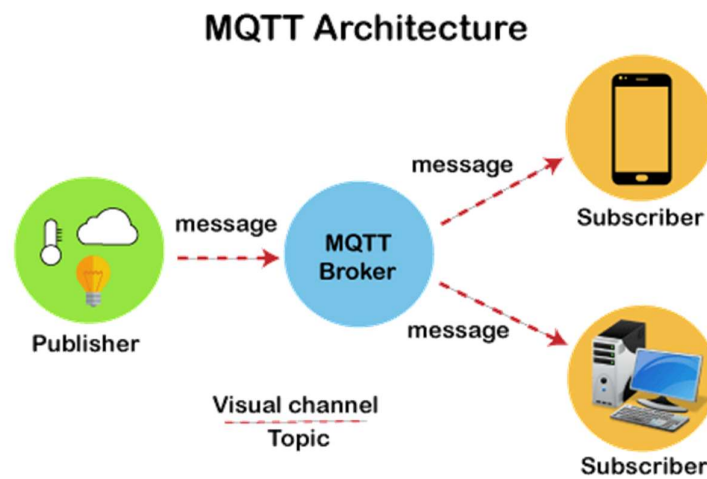 MQTT Architecture
message
Subscriber
message
MQTT
Broker
Publisher
message
Visual channel
Topic
Subscriber